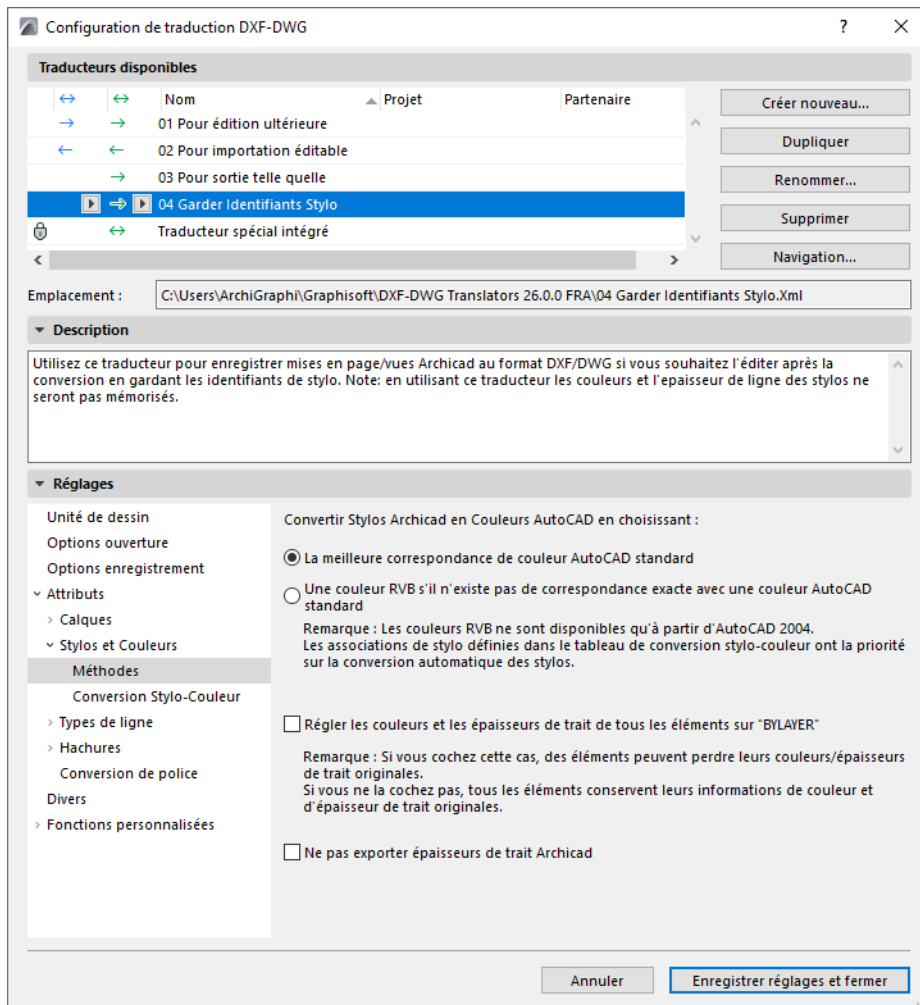 Configuration de traduction DXF-DWG
Traducteurs disponibles
Nom Projet Partenaire
01 Pour édition ultérieure
02 Pour importation éditable
03 Pour sortie telle quelle
04 Garder Identifiants Stylo
Traducteur spécial intégré
Créer nouveau...
Dupliquer
Renommer...
Supprimer
Navigation...
Emplacement : C:\Users\ArchiGraphi\Graphisoft\DXF-DWG Translators 26.0.0 FRA\04 Garder Identifiants Stylo.Xml
Description
Utilisez ce traducteur pour enregistrer mises en page/vues Archicad au format DXF/DWG si vous souhaitez l'éditer après la
conversion en gardant les identifiants de stylo. Note: en utilisant ce traducteur les couleurs et l'epaisseur de ligne des stylos ne
seront pas mémorisés.
Réglages
Unité de dessin
Options ouverture
Options enregistrement
Attributs
Calques
Stylos et Couleurs
Méthodes
Conversion Stylo-Couleur
Types de ligne
Hachures
Conversion de police
Divers
Fonctions personnalisées
Convertir Stylos Archicad en Couleurs AutoCAD en choisissant :
La meilleure correspondance de couleur AutoCAD standard
Une couleur RVB s'il n'existe pas de correspondance exacte avec une couleur AutoCAD
standard
Remarque : Les couleurs RVB ne sont disponibles qu'à partir d'AutoCAD 2004.
Les associations de stylo définies dans le tableau de conversion stylo-couleur ont la priorité
sur la conversion automatique des stylos.
Régler les couleurs et les épaisseurs de trait de tous les éléments sur "BYLAYER"
Remarque : Si vous cochez cette cas, des éléments peuvent perdre leurs couleurs/épaisseurs
de trait originales.
Si vous ne la cochez pas, tous les éléments conservent leurs informations de couleur et
d'épaisseur de trait originales.
Ne pas exporter épaisseurs de trait Archicad
Annuler
Enregistrer réglages et fermer